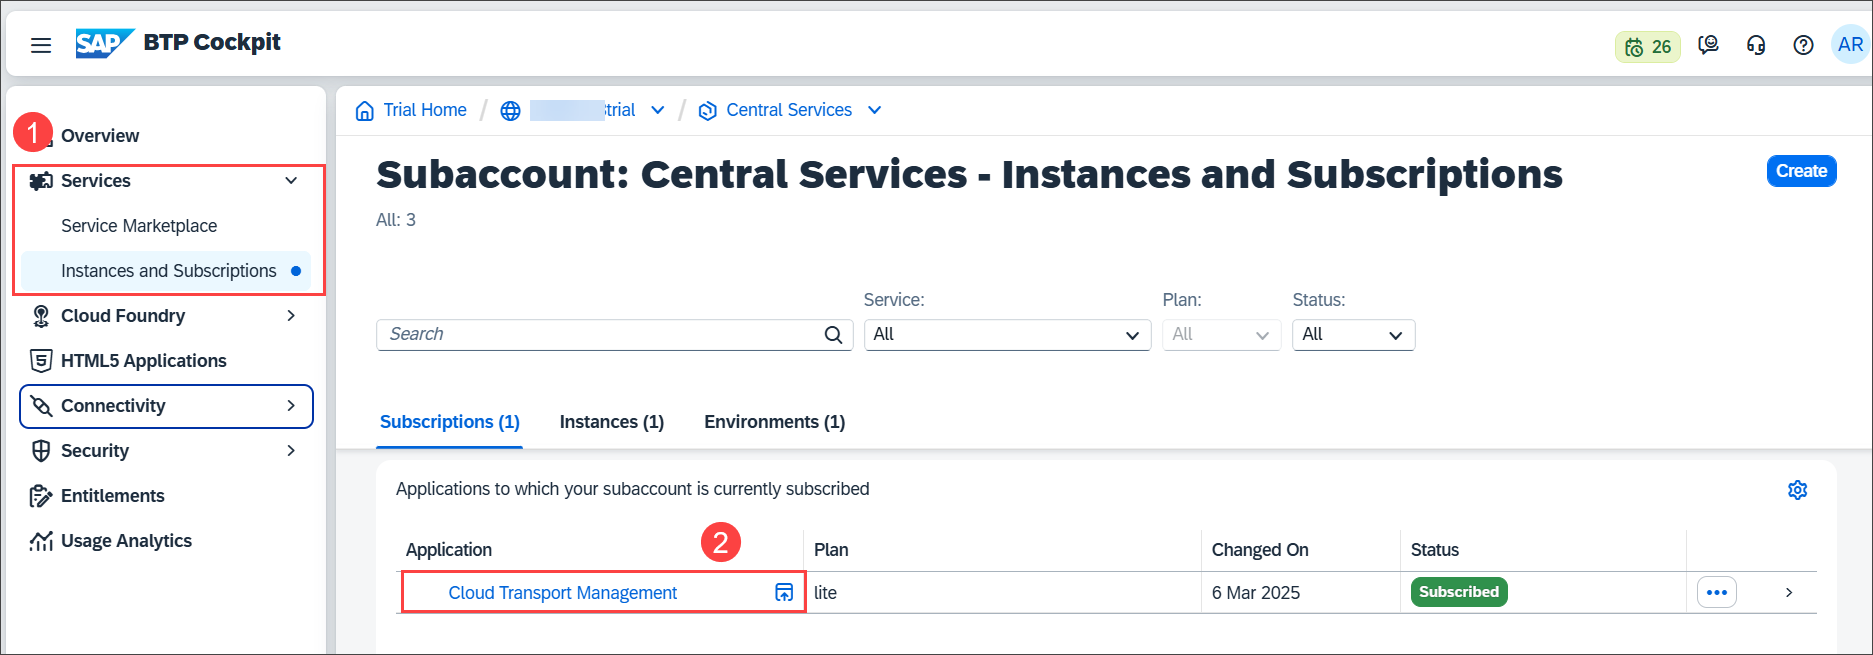 SAP BTP Cockpit
26
AR
1
Overview
Services
Service Marketplace
Instances and Subscriptions
Cloud Foundry
HTML5 Applications
Connectivity
Security
Entitlements
Usage Analytics
Trial Home / trial / Central Services
Subaccount: Central Services - Instances and Subscriptions
Create
All: 3
Service:
Plan:
Status:
Search
All
All
All
Subscriptions (1)
Instances (1)
Environments (1)
Applications to which your subaccount is currently subscribed
2
Application
Plan
Changed On
Status
Cloud Transport Management
lite
6 Mar 2025
Subscribed